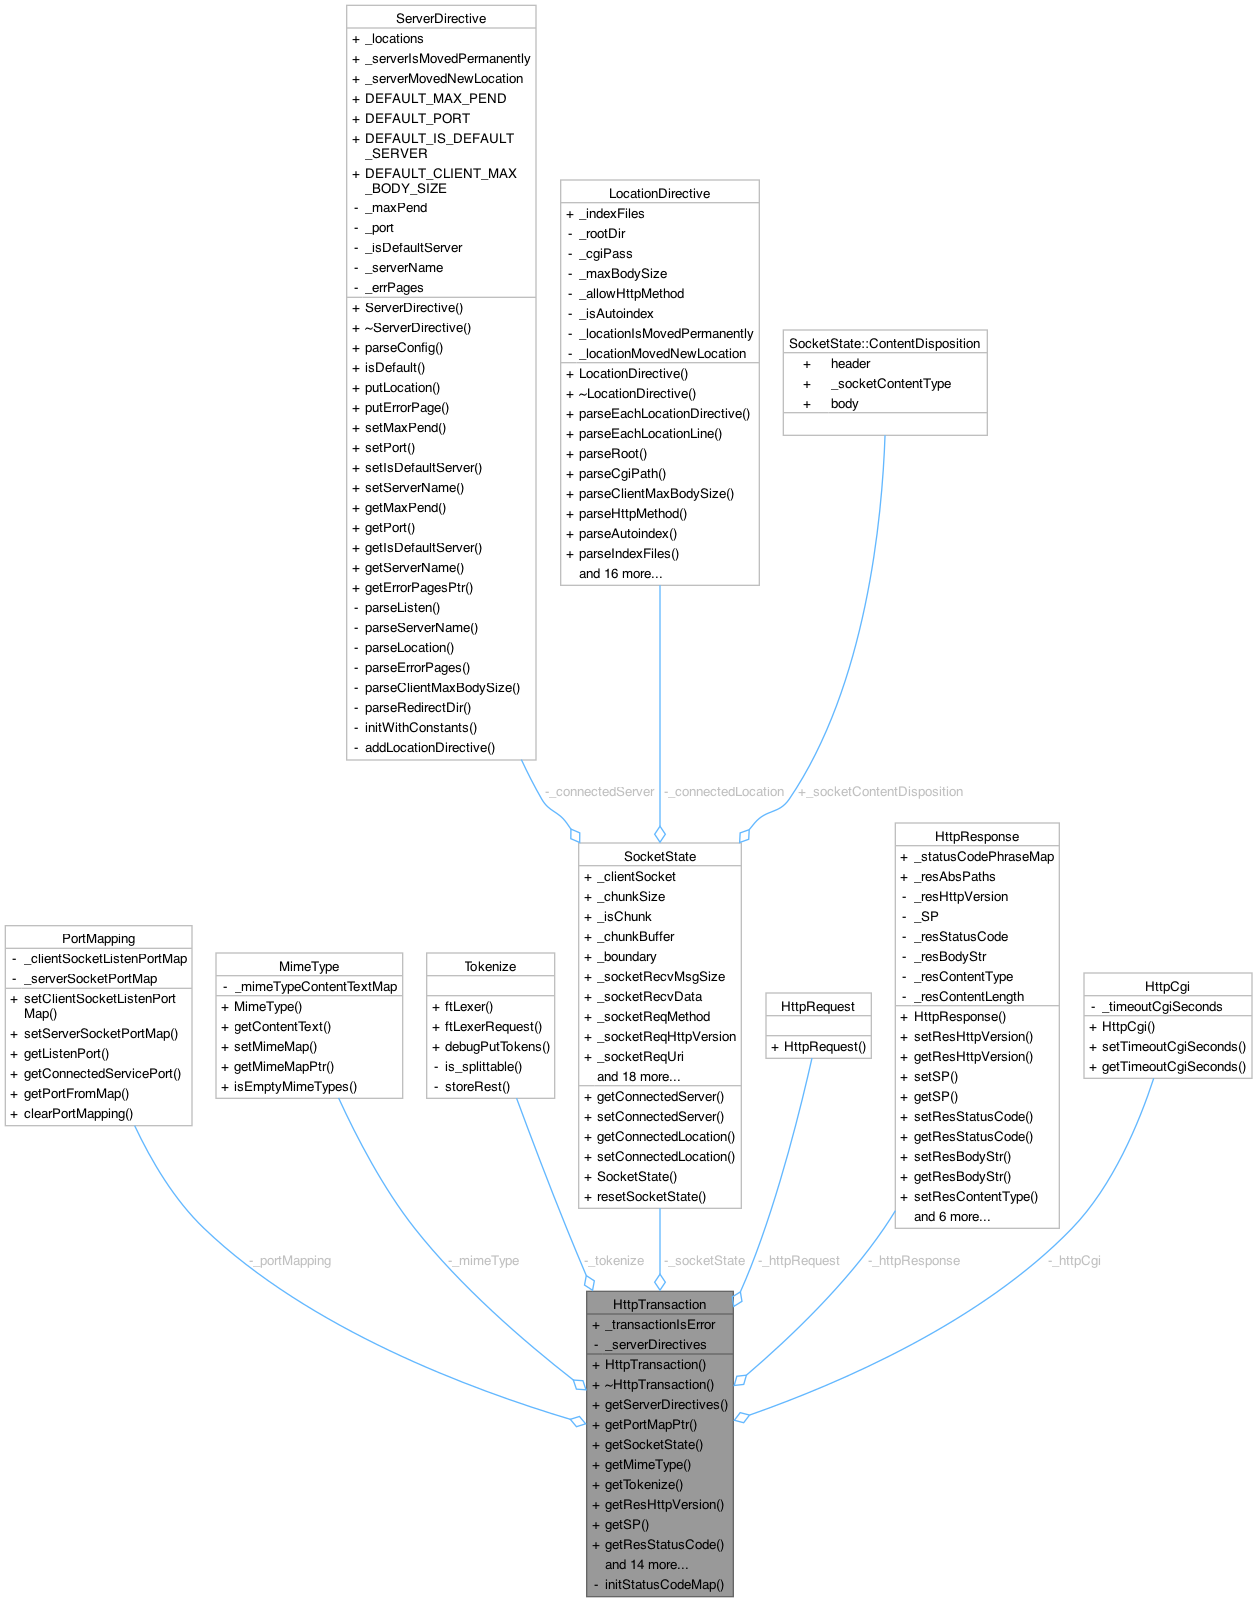 ServerDirective
+ _locations
+ _serverIsMovedPermanently
+ _serverMovedNewLocation
+ DEFAULT_MAX_PEND
+ DEFAULT_PORT
+ DEFAULT_IS_DEFAULT
_SERVER
+ DEFAULT_CLIENT_MAX
_BODY_SIZE
- _maxPend
- _port
- _isDefaultServer
- _serverName
- _errPages
+ ServerDirective()
+ ~ServerDirective()
+ parseConfig()
+ isDefault()
+ putLocation()
+ putErrorPage()
+ setMaxPend()
+ setPort()
+ setIsDefaultServer()
+ setServerName()
+ getMaxPend()
+ getPort()
+ getIsDefaultServer()
+ getServerName()
+ getErrorPagesPtr()
- parseListen()
- parseServerName()
- parseLocation()
- parseErrorPages()
- parseClientMaxBodySize()
- parseRedirectDir()
- initWithConstants()
- addLocationDirective()
LocationDirective
+ _indexFiles
- _rootDir
- _cgiPass
- _maxBodySize
- _allowHttpMethod
- _isAutoindex
- _locationIsMovedPermanently
- _locationMovedNewLocation
+ LocationDirective()
+ ~LocationDirective()
+ parseEachLocationDirective()
+ parseEachLocationLine()
+ parseRoot()
+ parseCgiPath()
+ parseClientMaxBodySize()
+ parseHttpMethod()
+ parseAutoindex()
+ parseIndexFiles()
and 16 more...
SocketState::ContentDisposition
+ header
+ _socketContentType
+ body
-_connectedServer
-_connectedLocation
+_socketContentDisposition
PortMapping
- _clientSocketListenPortMap
- _serverSocketPortMap
+ setClientSocketListenPort
Map()
+ setServerSocketPortMap()
+ getListenPort()
+ getConnectedServicePort()
+ getPortFromMap()
+ clearPortMapping()
MimeType
- _mimeTypeContentTextMap
+ MimeType()
+ getContentText()
+ setMimeMap()
+ getMimeMapPtr()
+ isEmptyMimeTypes()
Tokenize
+ ftLexer()
+ ftLexerRequest()
+ debugPutTokens()
- is_splittable()
- storeRest()
SocketState
+ _clientSocket
+ _chunkSize
+ _isChunk
+ _chunkBuffer
+ _boundary
+ _socketRecvMsgSize
+ _socketRecvData
+ _socketReqMethod
+ _socketReqHttpVersion
+ _socketReqUri
and 18 more...
+ getConnectedServer()
+ setConnectedServer()
+ getConnectedLocation()
+ setConnectedLocation()
+ SocketState()
+ resetSocketState()
HttpRequest
+ HttpRequest()
HttpResponse
+ _statusCodePhraseMap
+ _resAbsPaths
- _resHttpVersion
- _SP
- _resStatusCode
- _resBodyStr
- _resContentType
- _resContentLength
+ HttpResponse()
+ setResHttpVersion()
+ getResHttpVersion()
+ setSP()
+ getSP()
+ setResStatusCode()
+ getResStatusCode()
+ setResBodyStr()
+ getResBodyStr()
+ setResContentType()
and 6 more...
HttpCgi
- _timeoutCgiSeconds
+ HttpCgi()
+ setTimeoutCgiSeconds()
+ getTimeoutCgiSeconds()
-_portMapping
-_mimeType
-_tokenize
-_socketState
-_httpRequest
-_httpResponse
-_httpCgi
HttpTransaction
+ _transactionIsError
- _serverDirectives
+ HttpTransaction()
+ ~HttpTransaction()
+ getServerDirectives()
+ getPortMapPtr()
+ getSocketState()
+ getMimeType()
+ getTokenize()
+ getResHttpVersion()
+ getSP()
+ getResStatusCode()
and 14 more...
- initStatusCodeMap()